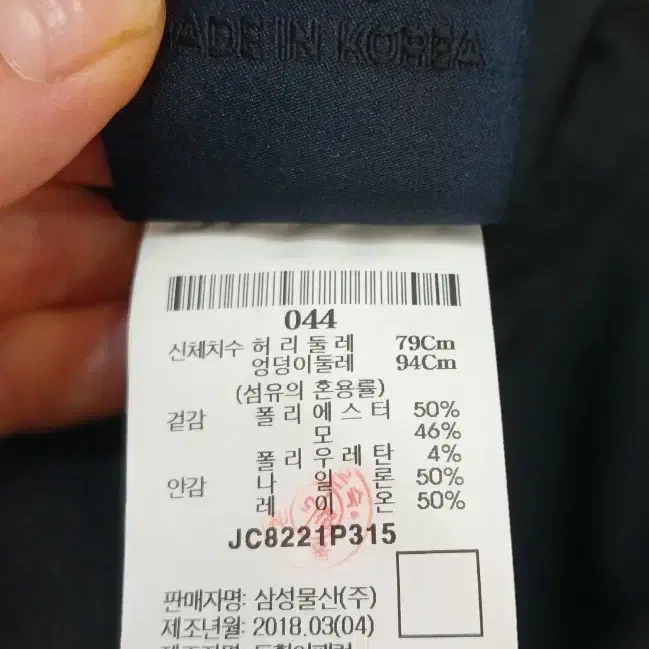 MADE IN KOREA
044
신체치수 허 리 둘 레 79Cm
엉덩이둘레 94Cm
(섬유의 혼용률)
겉감 폴 리 에 스 터 50%
모 46%
폴 리 우 레 탄 4%
안감 나 일 론 50%
레 이 온 50%
JC8221P315
판매자명: 삼성물산(주)
제조년월: 2018.03(04)